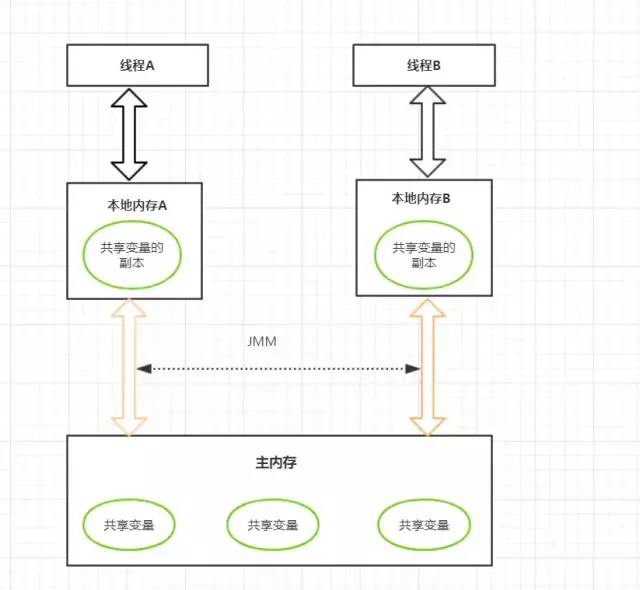 线程A
线程B
本地内存A
本地内存B
共享变量的
副本
共享变量的
副本
JMM
主内存
共享变量
共享变量
共享变量